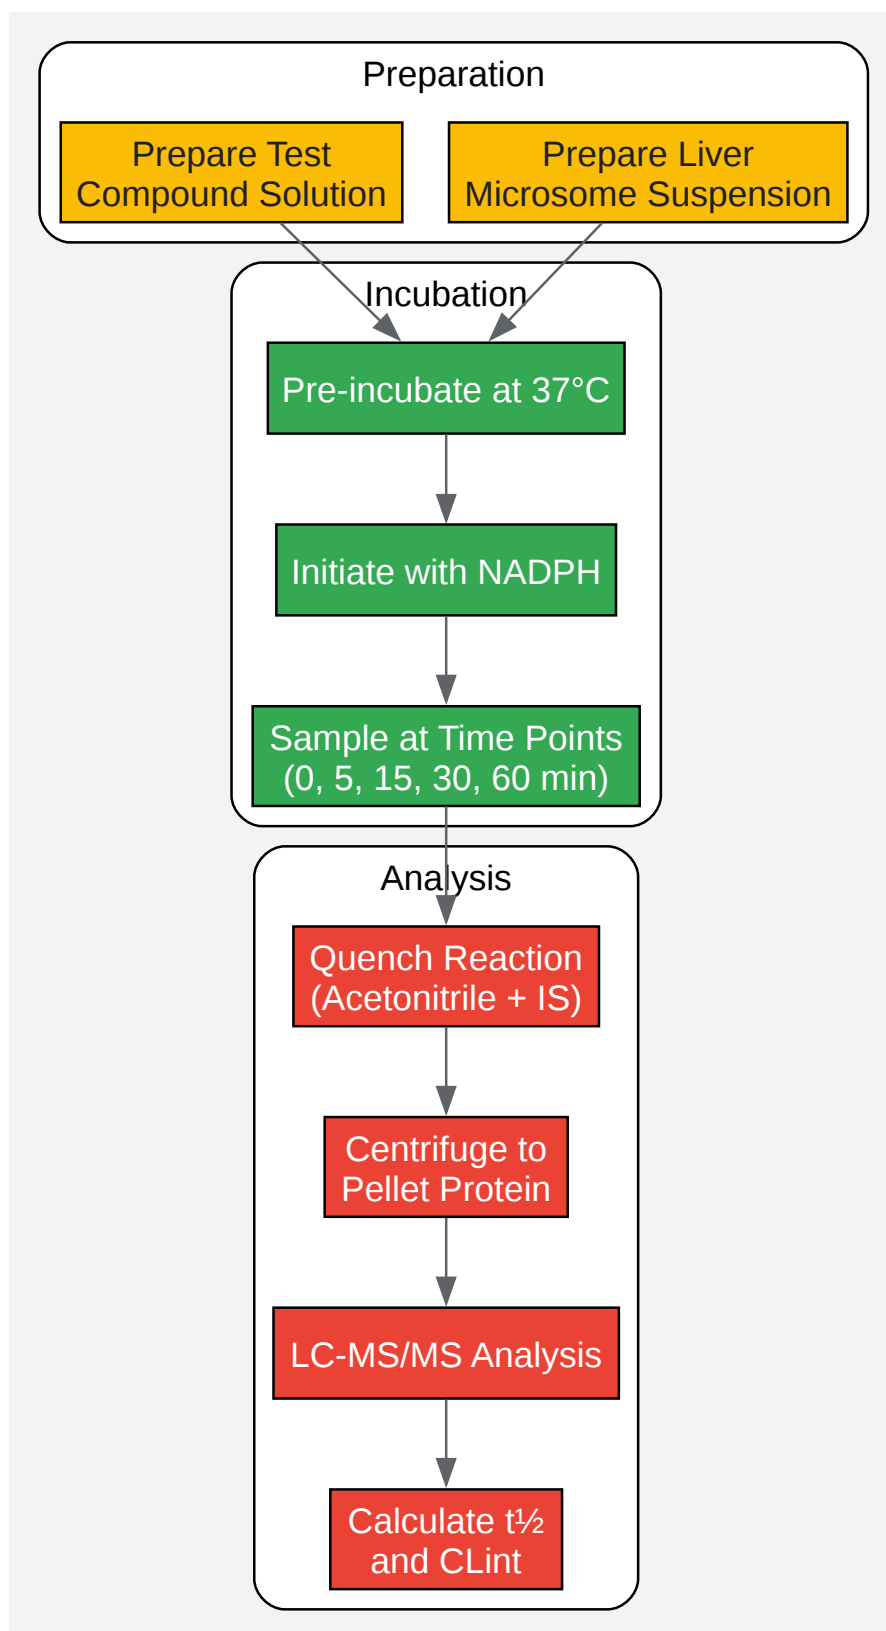 Preparation
Prepare Test
Compound Solution
Prepare Liver
Microsome Suspension
Incubation
Pre-incubate at 37°C
Initiate with NADPH
Sample at Time Points
(0, 5, 15, 30, 60 min)
Analysis
Quench Reaction
(Acetonitrile + IS)
Centrifuge to
Pellet Protein
LC-MS/MS Analysis
Calculate t½
and CLint